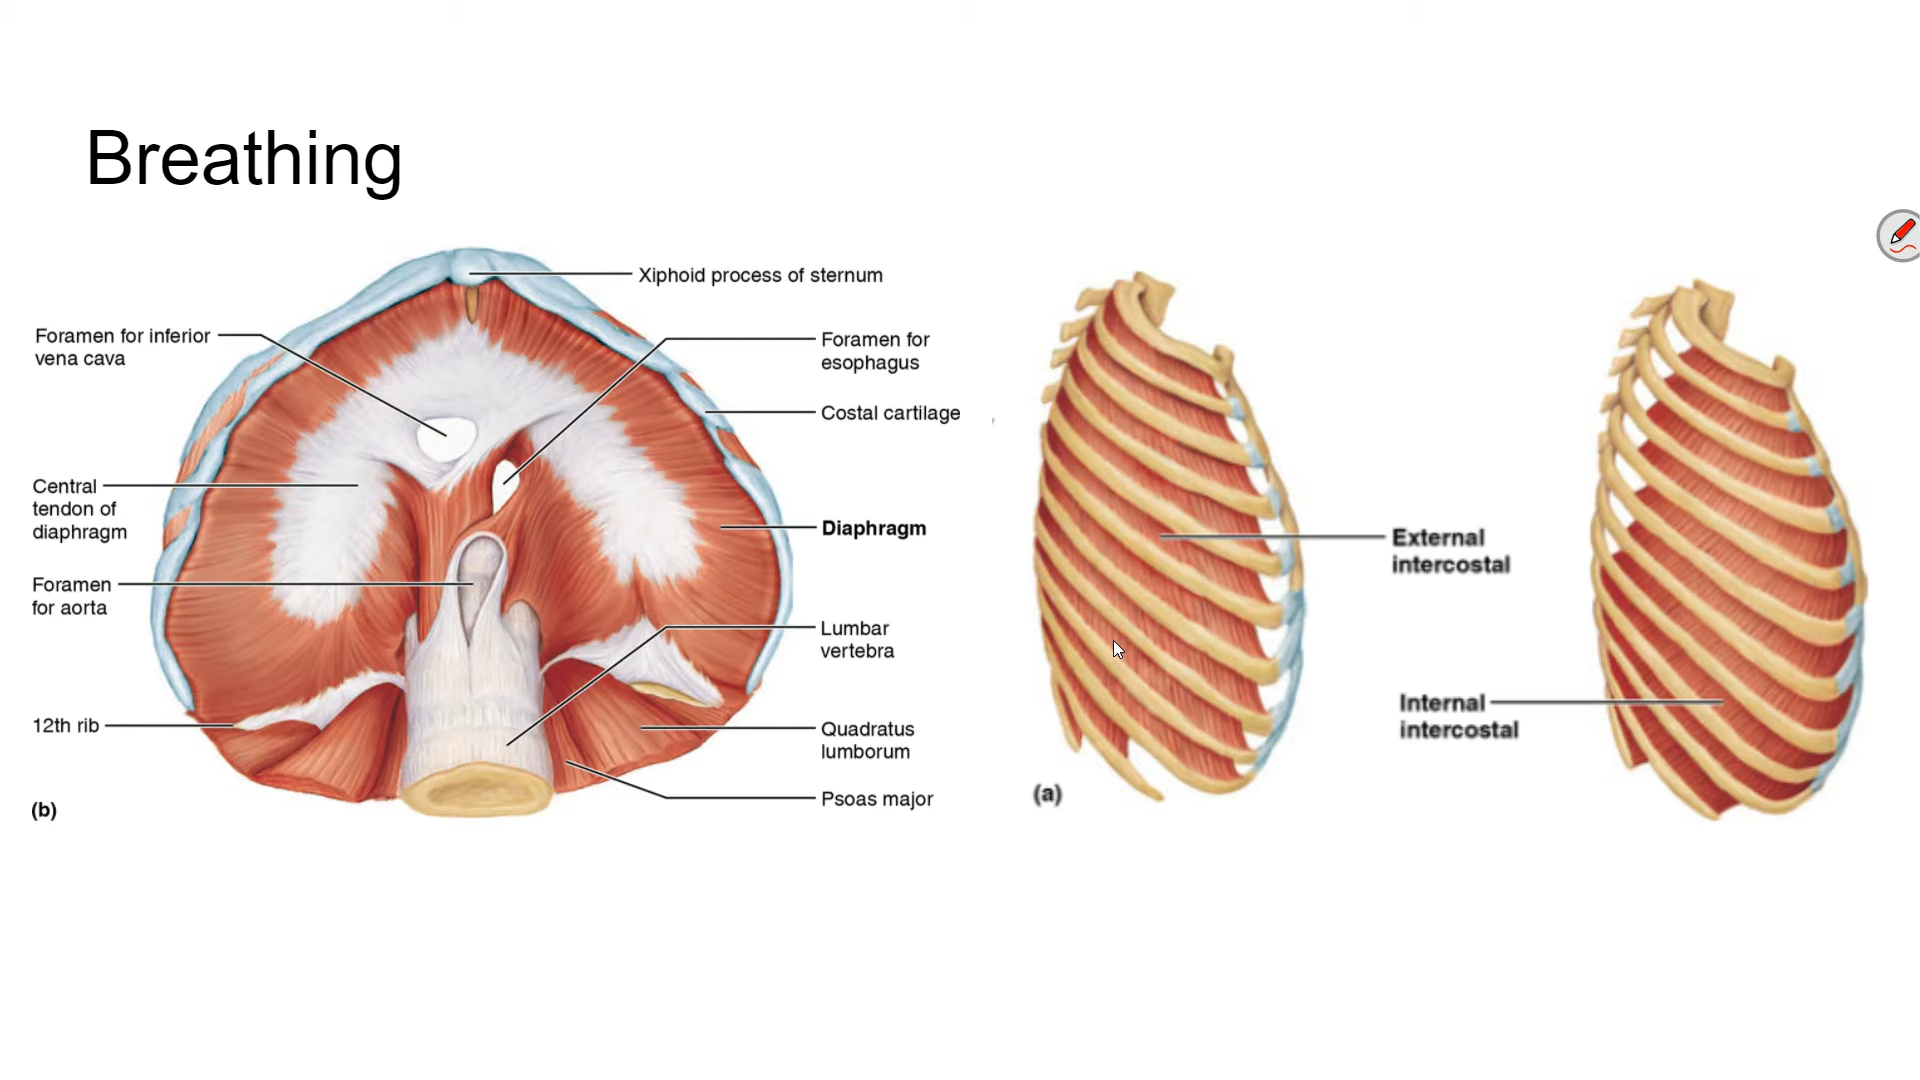 Breathing
Xiphoid process of sternum
Foramen for inferior
vena cava
Foramen for
esophagus
Costal cartilage
Central
tendon of
diaphragm
Diaphragm
Foramen
for aorta
Lumbar
vertebra
12th rib
Quadratus
lumborum
Psoas major
(b)
External
intercostal
Internal
intercostal
(a)